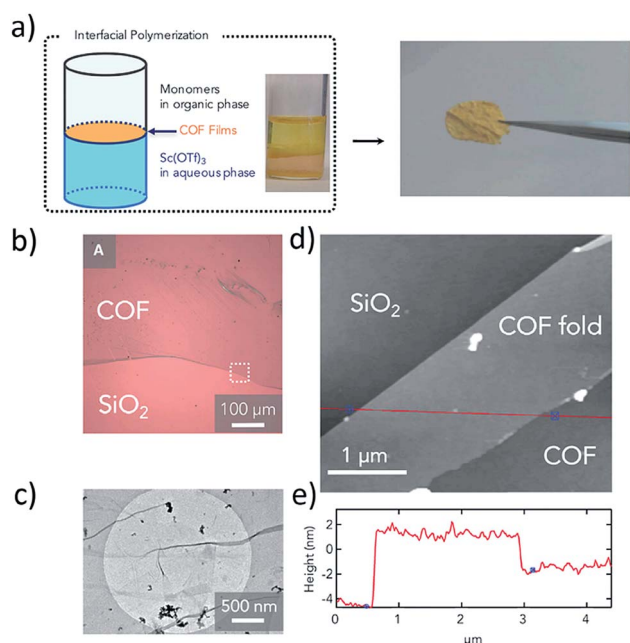 a)
Interfacial Polymerization
Monomers
in organic phase
COF Films
Sc(OTf)₃
in aqueous phase
b)
A
COF
SiO₂
100 µm
c)
500 nm
d)
SiO₂
COF fold
COF
1 µm
e)
Height (nm)
2
0
-2
-4
0
1
2
3
4
µm